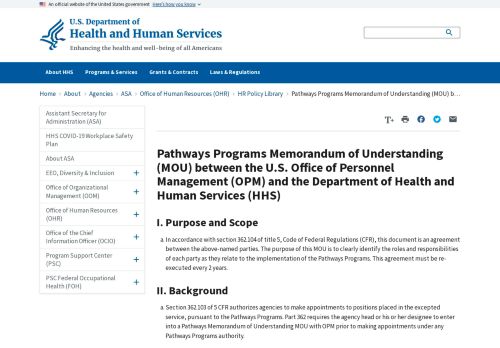 An official website of the United States government Here's how you know
U.S. Department of
Health and Human Services
Enhancing the health and well-being of all Americans
About HHS Programs & Services Grants & Contracts Laws & Regulations
Home > About > Agencies > ASA > Office of Human Resources (OHR) > HR Policy Library > Pathways Programs Memorandum of Understanding (MOU) b...
Assistant Secretary for
Administration (ASA)
HHS COVID-19 Workplace Safety
Plan
About ASA
EEO, Diversity & Inclusion
Office of Organizational
Management (OOM)
Office of Human Resources
(OHR)
Office of the Chief
Information Officer (OCIO)
Program Support Center
(PSC)
FSC Federal Occupational
Health (FOH)
T+
Pathways Programs Memorandum of Understanding
(MOU) between the U.S. Office of Personnel
Management (OPM) and the Department of Health and
Human Services (HHS)
I. Purpose and Scope
a. In accordance with section 362.104 of title 5, Code of Federal Regulations (CFR), this document is an agreement
between the above-named parties. The purpose of this MOU is to clearly identify the roles and responsibilities
of each party as they relate to the implementation of the Pathways Programs. This agreement must be re-
executed every 2 years.
II. Background
a. Section 362.103 of 5 CFR authorizes agencies to make appointments to positions placed in the excepted
service, pursuant to the Pathways Programs. Part 362 requires the agency head or his or her designee to enter
into a Pathways Memorandum of Understanding MOU with OPM prior to making appointments under any
Pathways Programs authority.